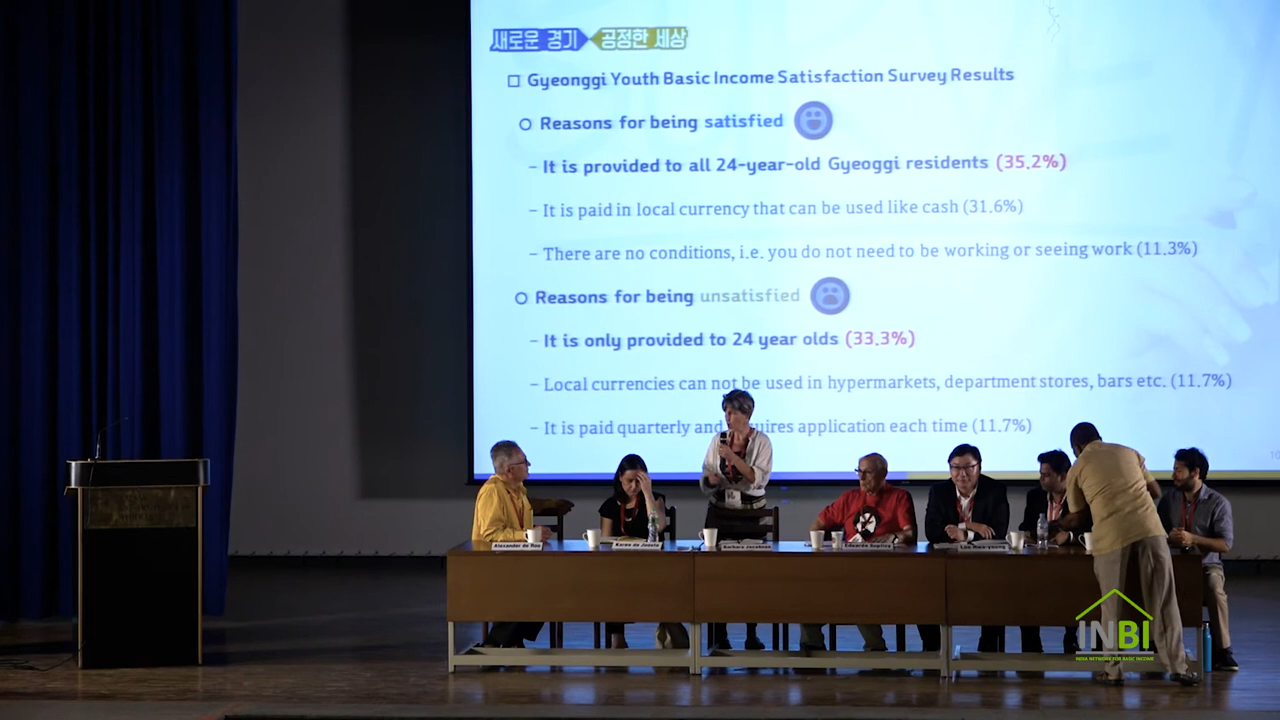 새로운 경기 공정한 세상
□ Gyeonggi Youth Basic Income Satisfaction Survey Results
○ Reasons for being satisfied
– It is provided to all 24-year-old Gyeoggi residents (35.2%)
– It is paid in local currency that can be used like cash (31.6%)
– There are no conditions, i.e. you do not need to be working or seeing work (11.3%)
○ Reasons for being unsatisfied
– It is only provided to 24 year olds (33.3%)
– Local currencies can not be used in hypermarkets, department stores, bars etc. (11.7%)
– It is paid quarterly and application each time (11.7%)
10
Alexander de Roo
Barbara Jacobson
Eduardo Suplicy
INBI
INDIA NETWORK FOR BASIC INCOME